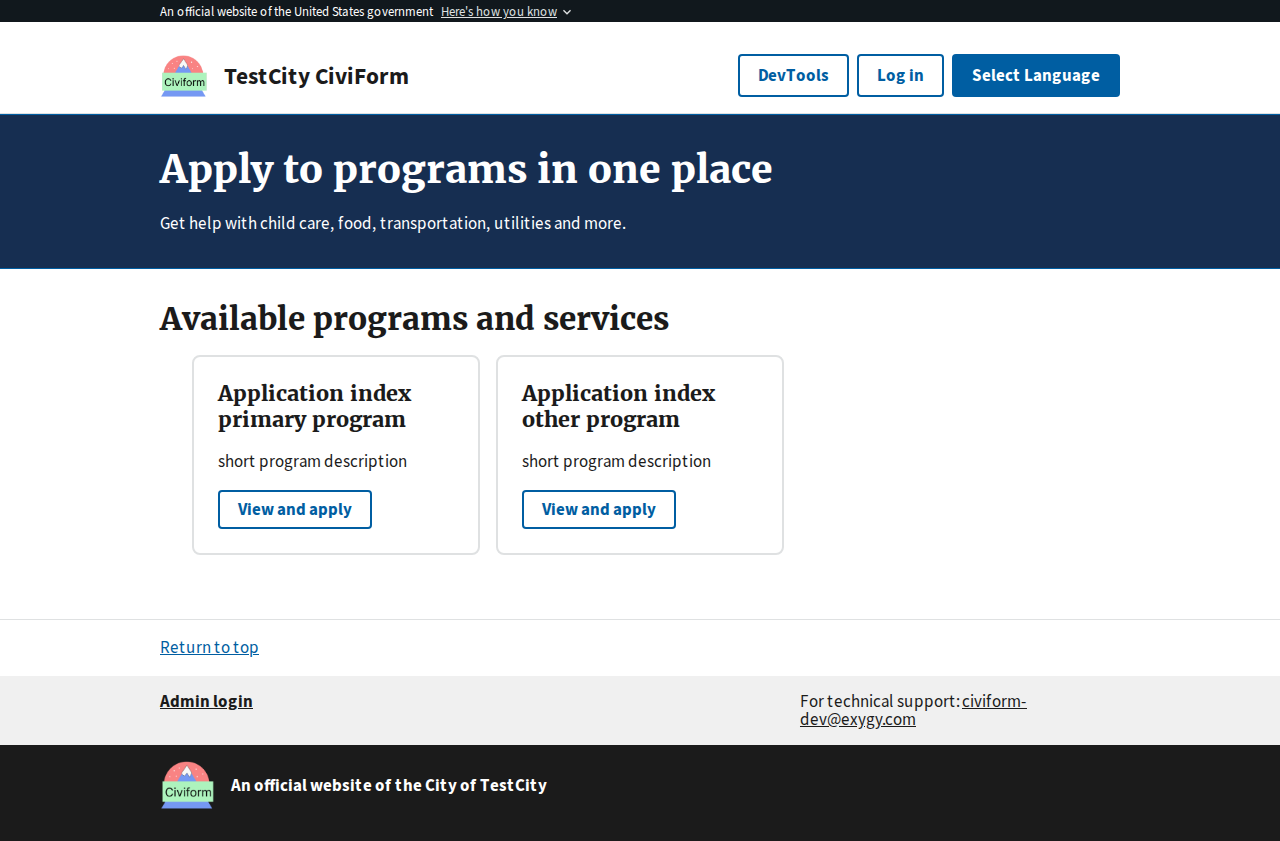 An official website of the United States government Here's how you know
Civiform
TestCity CiviForm
DevTools
Log in
Select Language
Apply to programs in one place
Get help with child care, food, transportation, utilities and more.
Available programs and services
Application index
primary program
short program description
View and apply
Application index
other program
short program description
View and apply
Return to top
Admin login
For technical support: civiform-
dev@exygy.com
Civiform
An official website of the City of TestCity